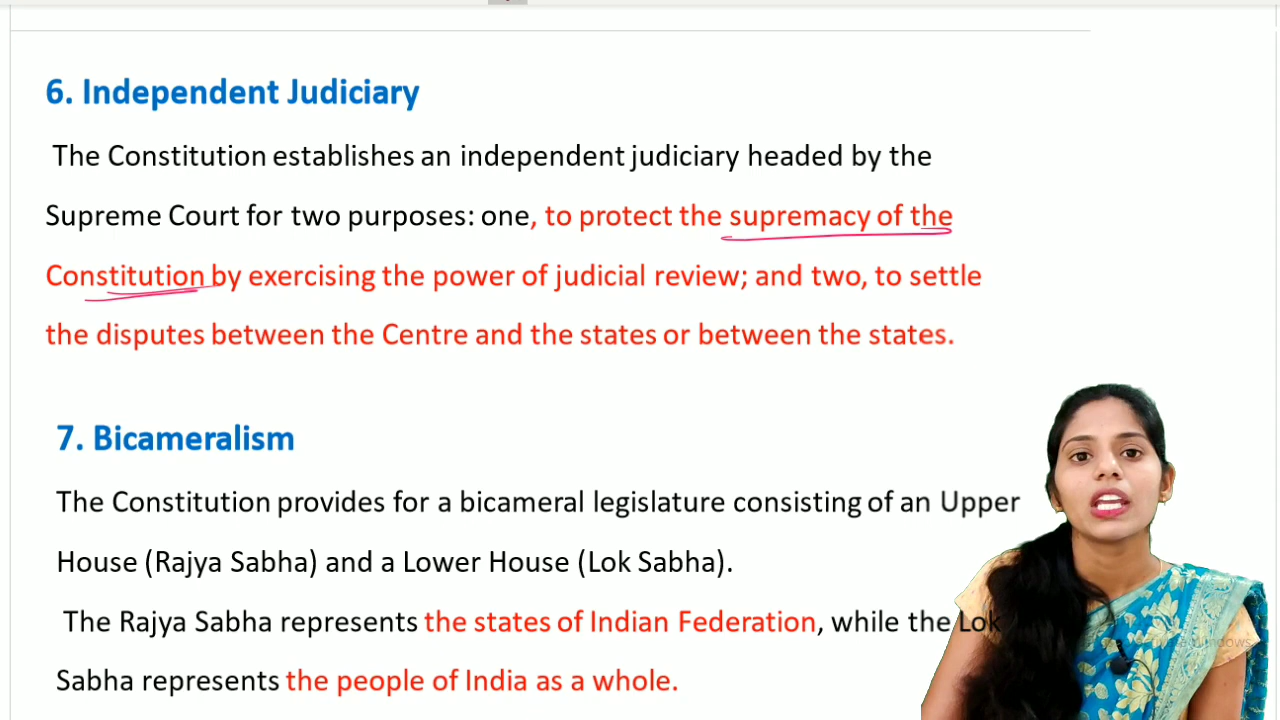 6. Independent Judiciary
The Constitution establishes an independent judiciary headed by the
Supreme Court for two purposes: one, to protect the supremacy of the
Constitution by exercising the power of judicial review; and two, to settle
the disputes between the Centre and the states or between the states.
7. Bicameralism
The Constitution provides for a bicameral legislature consisting of an Upper
House (Rajya Sabha) and a Lower House (Lok Sabha).
The Rajya Sabha represents the states of Indian Federation, while the Lok
Sabha represents the people of India as a whole.